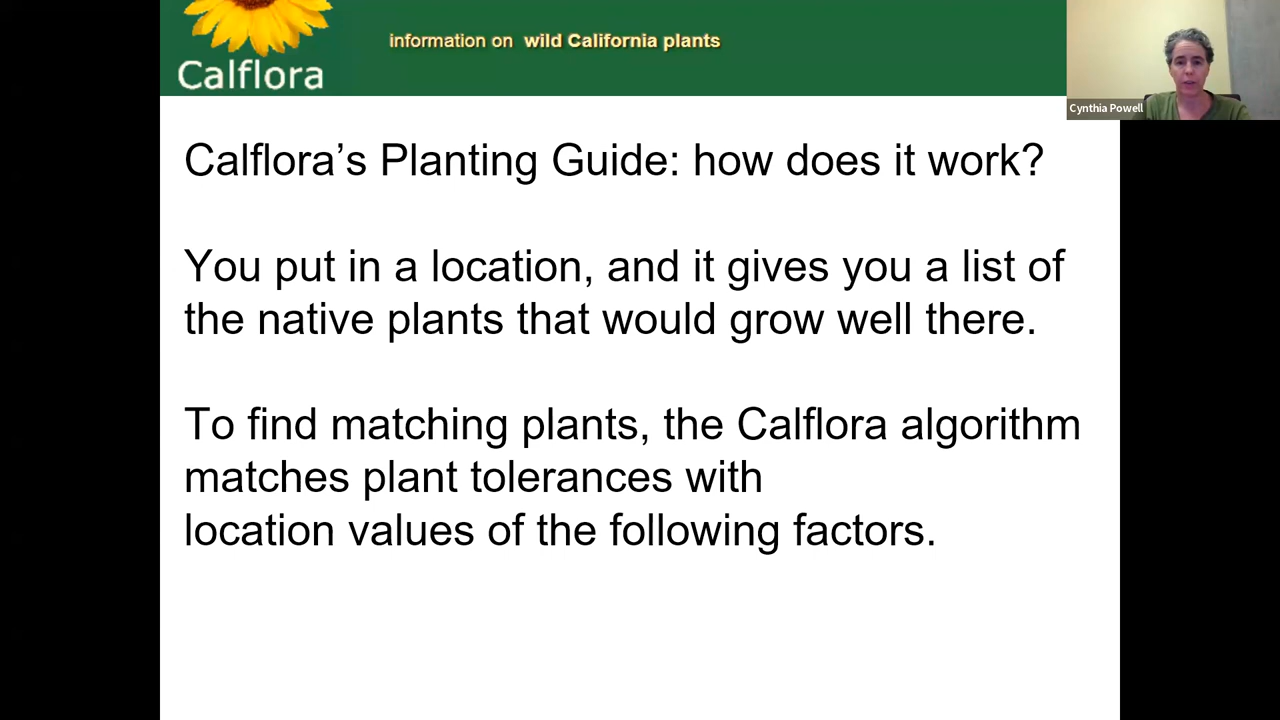 Calflora
information on wild California plants
Cynthia Powell
Calflora’s Planting Guide: how does it work?
You put in a location, and it gives you a list of
the native plants that would grow well there.
To find matching plants, the Calflora algorithm
matches plant tolerances with
location values of the following factors.